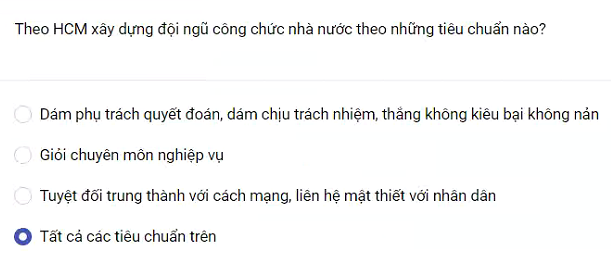 Theo HCM xây dựng đội ngũ công chức nhà nước theo những tiêu chuẩn nào?
Dám phụ trách quyết đoán, dám chịu trách nhiệm, thắng không kiêu bại không nản
Giỏi chuyên môn nghiệp vụ
Tuyệt đối trung thành với cách mạng, liên hệ mật thiết với nhân dân
Tất cả các tiêu chuẩn trên